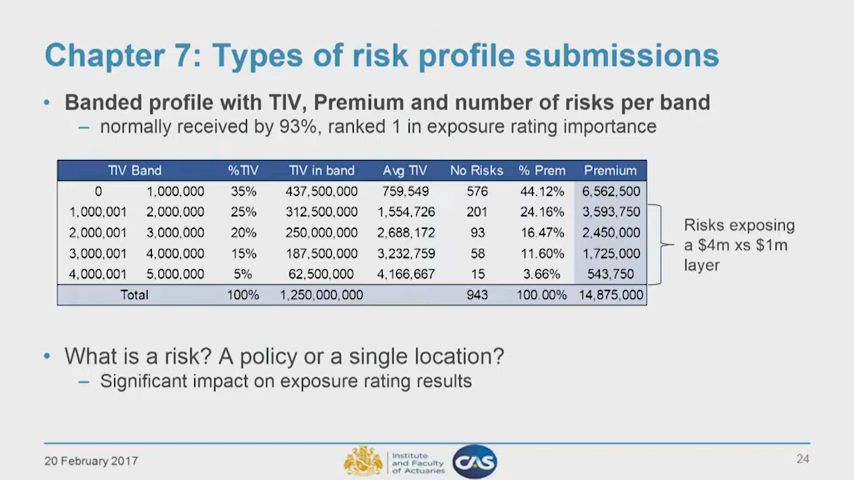 Chapter 7: Types of risk profile submissions
• Banded profile with TIV, Premium and number of risks per band
– normally received by 93%, ranked 1 in exposure rating importance
TIV Band %TIV TIV in band Avg TIV No Risks % Prem Premium
0 1,000,000 35% 437,500,000 759,549 576 44.12% 6,562,500
1,000,001 2,000,000 25% 312,500,000 1,554,726 201 24.16% 3,593,750
2,000,001 3,000,000 20% 250,000,000 2,688,172 93 16.47% 2,450,000
3,000,001 4,000,000 15% 187,500,000 3,232,759 58 11.60% 1,725,000
4,000,001 5,000,000 5% 62,500,000 4,166,667 15 3.66% 543,750
Total 100% 1,250,000,000 943 100.00% 14,875,000
Risks exposing
a $4m xs $1m
layer
• What is a risk? A policy or a single location?
– Significant impact on exposure rating results
20 February 2017
Institute
and Faculty
of Actuaries
CAS
24